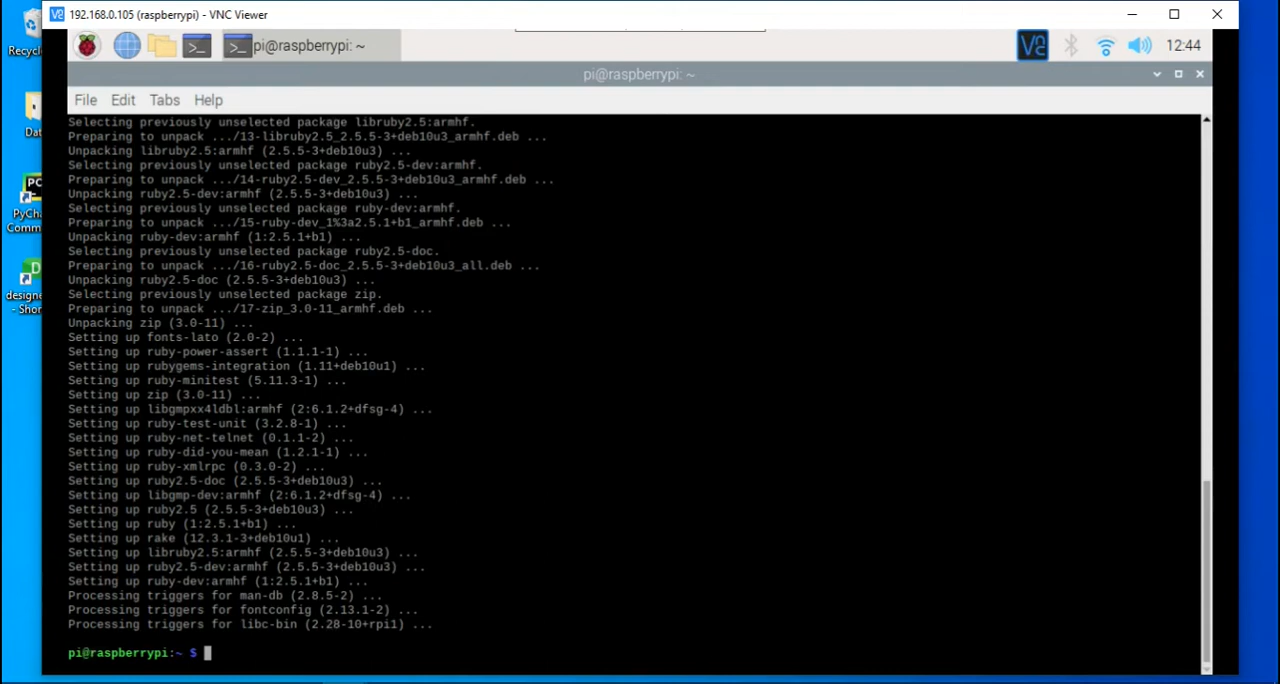 192.168.0.105 (raspberrypi) - VNC Viewer
Recycl
pi@raspberrypi: ~
12:44
pi@raspberrypi: ~
File Edit Tabs Help
Dat
PyCha
Comm
designe
- Shor
Selecting previously unselected package libruby2.5:armhf.
Preparing to unpack .../13-libruby2.5_2.5.5-3+deb10u3_armhf.deb ...
Unpacking libruby2.5:armhf (2.5.5-3+deb10u3) ...
Selecting previously unselected package ruby2.5-dev:armhf.
Preparing to unpack .../14-ruby2.5-dev_2.5.5-3+deb10u3_armhf.deb ...
Unpacking ruby2.5-dev:armhf (2.5.5-3+deb10u3) ...
Selecting previously unselected package ruby-dev:armhf.
Preparing to unpack .../15-ruby-dev_1%3a2.5.1+b1_armhf.deb ...
Unpacking ruby-dev:armhf (1:2.5.1+b1) ...
Selecting previously unselected package ruby2.5-doc.
Preparing to unpack .../16-ruby2.5-doc_2.5.5-3+deb10u3_all.deb ...
Unpacking ruby2.5-doc (2.5.5-3+deb10u3) ...
Selecting previously unselected package zip.
Preparing to unpack .../17-zip_3.0-11_armhf.deb ...
Unpacking zip (3.0-11) ...
Setting up fonts-lato (2.0-2) ...
Setting up ruby-power-assert (1.1.1-1) ...
Setting up rubygems-integration (1.11+deb10u1) ...
Setting up ruby-minitest (5.11.3-1) ...
Setting up zip (3.0-11) ...
Setting up libgmpxx4ldbl:armhf (2:6.1.2+dfsg-4) ...
Setting up ruby-test-unit (3.2.8-1) ...
Setting up ruby-net-telnet (0.1.1-2) ...
Setting up ruby-did-you-mean (1.2.1-1) ...
Setting up ruby-xmlrpc (0.3.0-2) ...
Setting up ruby2.5-doc (2.5.5-3+deb10u3) ...
Setting up libgmp-dev:armhf (2:6.1.2+dfsg-4) ...
Setting up ruby2.5 (2.5.5-3+deb10u3) ...
Setting up ruby (1:2.5.1+b1) ...
Setting up rake (12.3.1-3+deb10u1) ...
Setting up libruby2.5:armhf (2.5.5-3+deb10u3) ...
Setting up ruby2.5-dev:armhf (2.5.5-3+deb10u3) ...
Setting up ruby-dev:armhf (1:2.5.1+b1) ...
Processing triggers for man-db (2.8.5-2) ...
Processing triggers for fontconfig (2.13.1-2) ...
Processing triggers for libc-bin (2.28-10+rpi1) ...
pi@raspberrypi:~ $